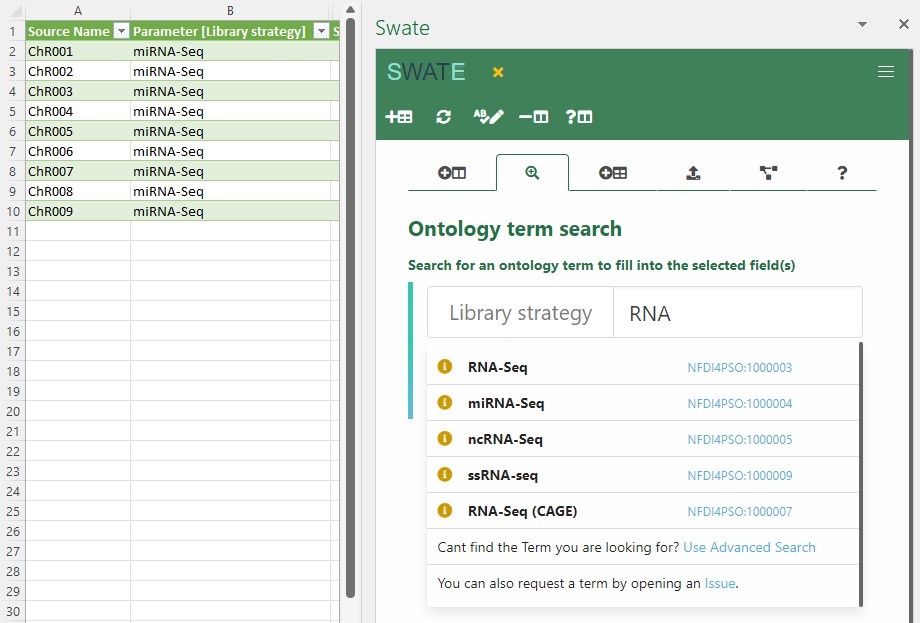 A B
1 Source Name Parameter [Library strategy] S
2 ChR001 miRNA-Seq
3 ChR002 miRNA-Seq
4 ChR003 miRNA-Seq
5 ChR004 miRNA-Seq
6 ChR005 miRNA-Seq
7 ChR006 miRNA-Seq
8 ChR007 miRNA-Seq
9 ChR008 miRNA-Seq
10 ChR009 miRNA-Seq
11
12
13
14
15
16
17
18
19
20
21
22
23
24
25
26
27
28
29
30
Swate
SWATE
AB
?
?
Ontology term search
Search for an ontology term to fill into the selected field(s)
Library strategy RNA
RNA-Seq NFDI4PSO:1000003
miRNA-Seq NFDI4PSO:1000004
ncRNA-Seq NFDI4PSO:1000005
ssRNA-seq NFDI4PSO:1000009
RNA-Seq (CAGE) NFDI4PSO:1000007
Cant find the Term you are looking for? Use Advanced Search
You can also request a term by opening an Issue.